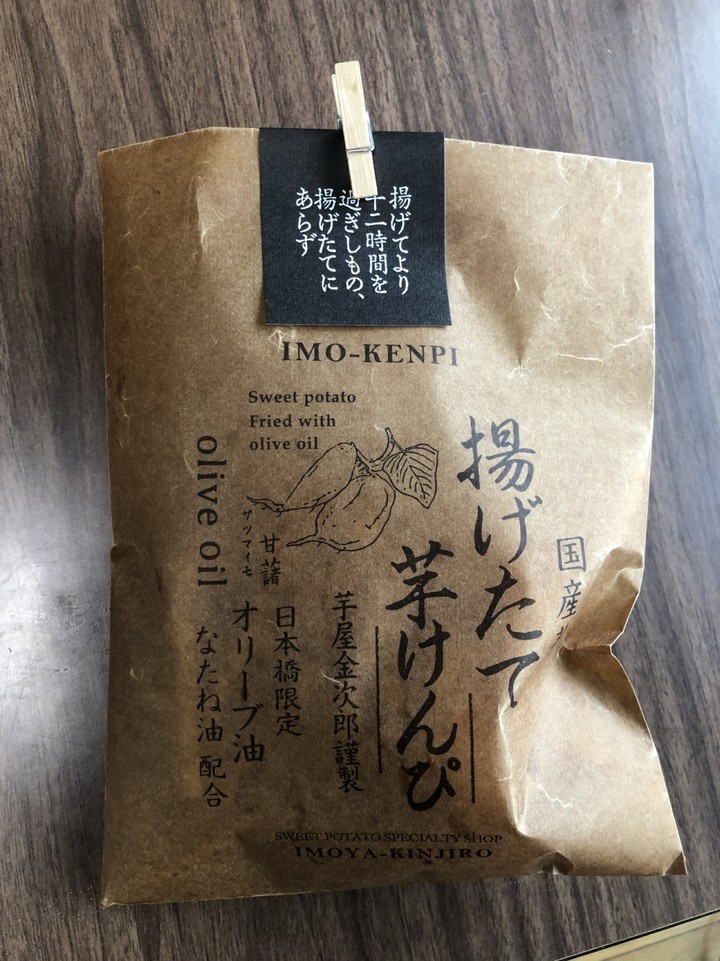 揚げてより
十二時間を
過ぎしもの、
揚げたてに
あらず
IMO-KENPI
Sweet potato
Fried with
olive oil
国産
揚げたて
芋けんぴ
芋屋金次郎謹製
甘藷
サツマイモ
日本橋限定
オリーブ油
なたね油 配合
olive oil
SWEET POTATO SPECIALTY SHOP
IMOYA-KINJIRO